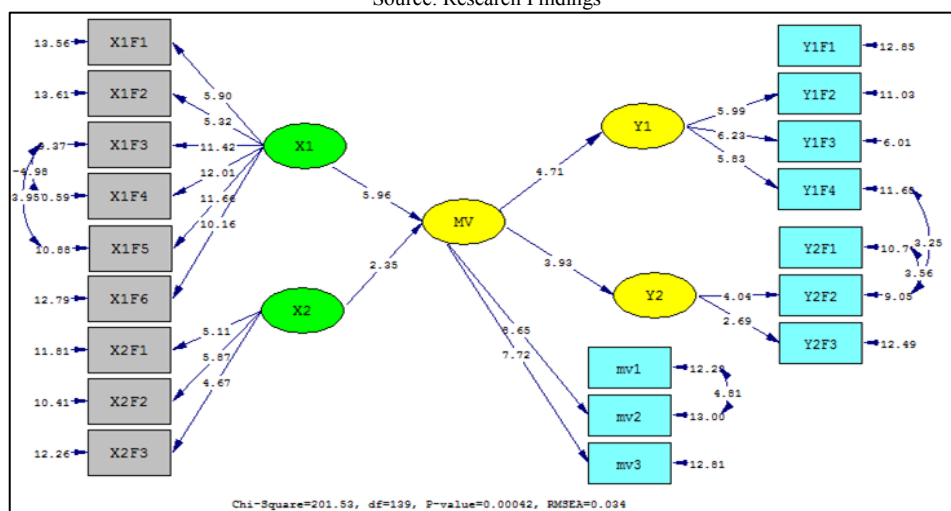 Source: Research Findings
13.56 X1F1
13.61 X1F2
X1F3
X1F4
10.88 X1F5
12.79 X1F6
11.81 X2F1
10.41 X2F2
12.26 X2F3
-4.98
3.95
5.90
5.32
11.42
12.01
11.66
10.16
X1
5.96
X2
2.35
5.11
5.87
4.67
MV
4.71
3.93
7.72
Y1
5.99
6.23
5.83
Y2
4.04
2.69
Y1F1 12.85
Y1F2 11.03
Y1F3 6.01
Y1F4
Y2F1 10.7
Y2F2 9.05
Y2F3 12.49
3.25
3.56
mv1
mv2 13.00
mv3 12.81
4.81
Chi-Square=201.53, df=139, P-value=0.00042, RMSEA=0.034